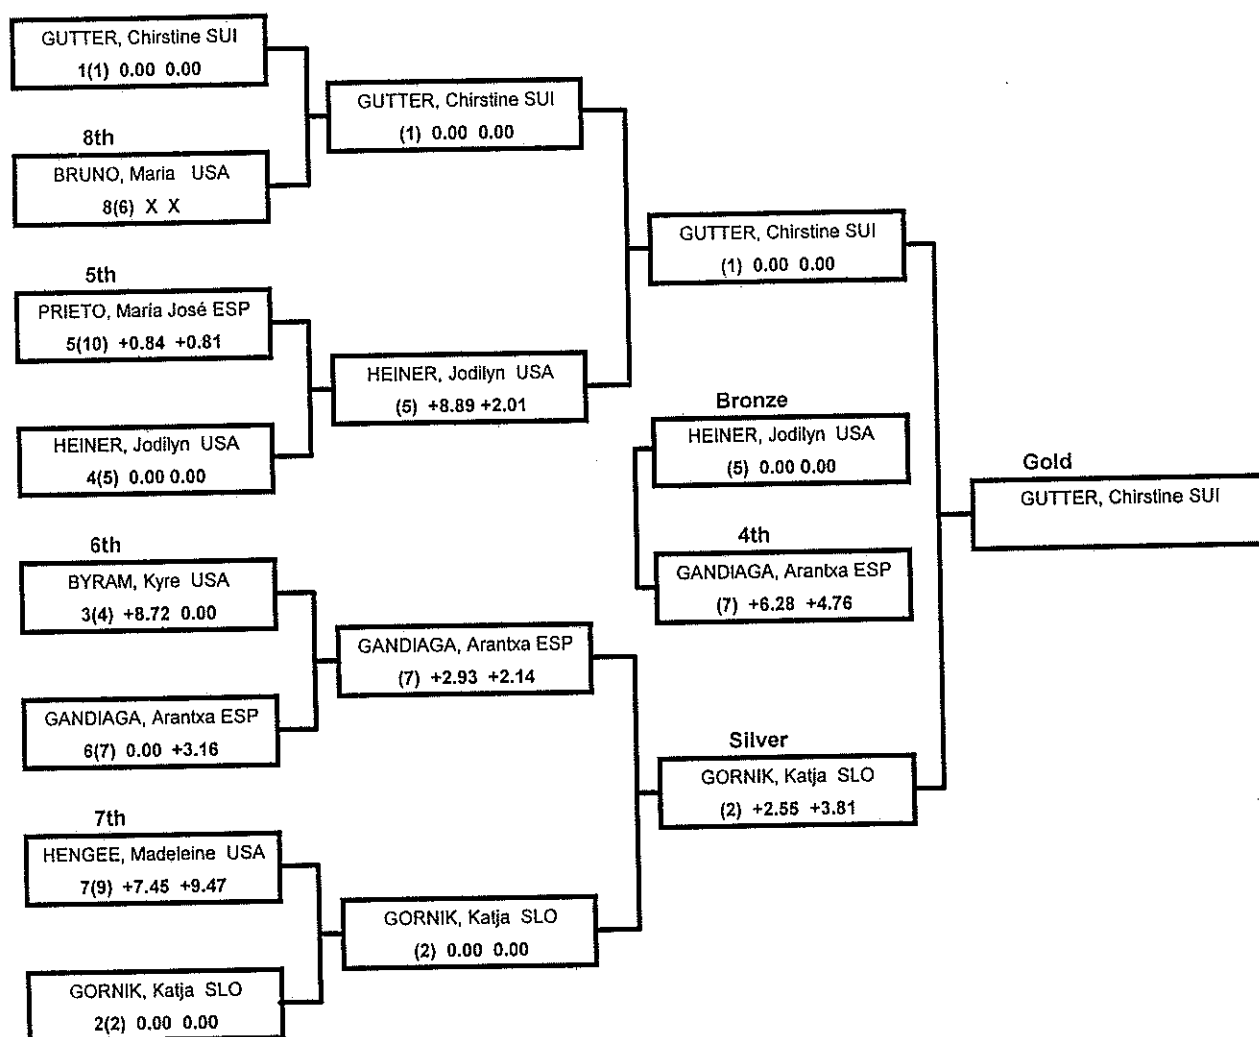 GUTTER, Chirstine SUI
1(1) 0.00 0.00
8th
BRUNO, Maria USA
8(6) X X
5th
PRIETO, María José ESP
5(10) +0.84 +0.81
HEINER, Jodilyn USA
4(5) 0.00 0.00
6th
BYRAM, Kyre USA
3(4) +8.72 0.00
GANDIAGA, Arantxa ESP
6(7) 0.00 +3.16
7th
HENGEE, Madeleine USA
7(9) +7.45 +9.47
GORNIK, Katja SLO
2(2) 0.00 0.00
GUTTER, Chirstine SUI
(1) 0.00 0.00
HEINER, Jodilyn USA
(5) +8.89 +2.01
GANDIAGA, Arantxa ESP
(7) +2.93 +2.14
GORNIK, Katja SLO
(2) 0.00 0.00
GUTTER, Chirstine SUI
(1) 0.00 0.00
Bronze
HEINER, Jodilyn USA
(5) 0.00 0.00
4th
GANDIAGA, Arantxa ESP
(7) +6.28 +4.76
Silver
GORNIK, Katja SLO
(2) +2.55 +3.81
Gold
GUTTER, Chirstine SUI